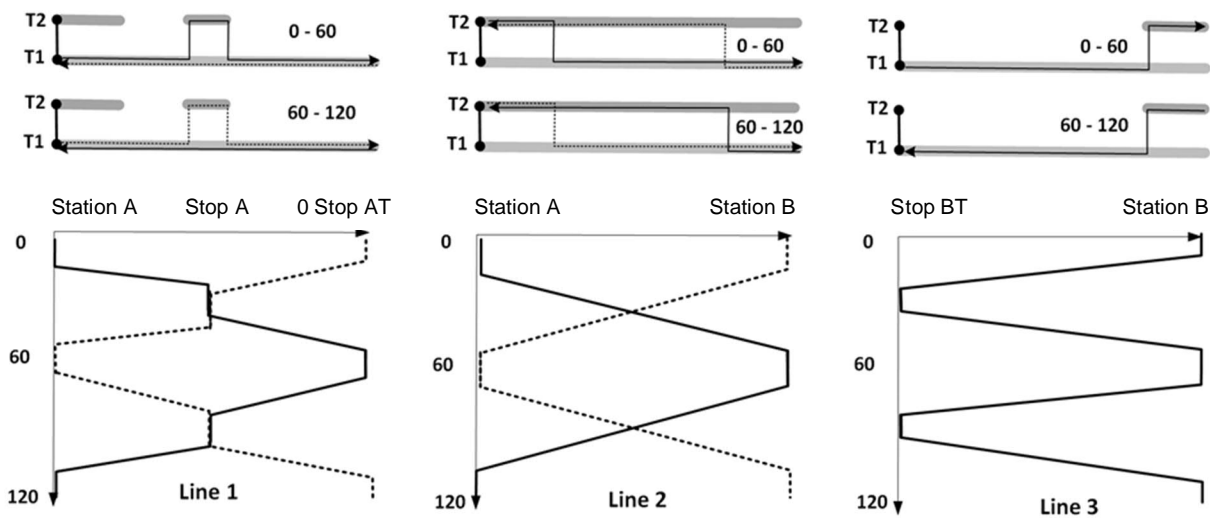 T2
0 - 60
T1
T2
60 - 120
T1
T2
0 - 60
T1
T2
60 - 120
T1
T2
0 - 60
T1
T2
60 - 120
T1
Station A Stop A 0 Stop AT
0
60
120
Line 1
Station A Station B
0
60
120
Line 2
Stop BT Station B
0
60
120
Line 3